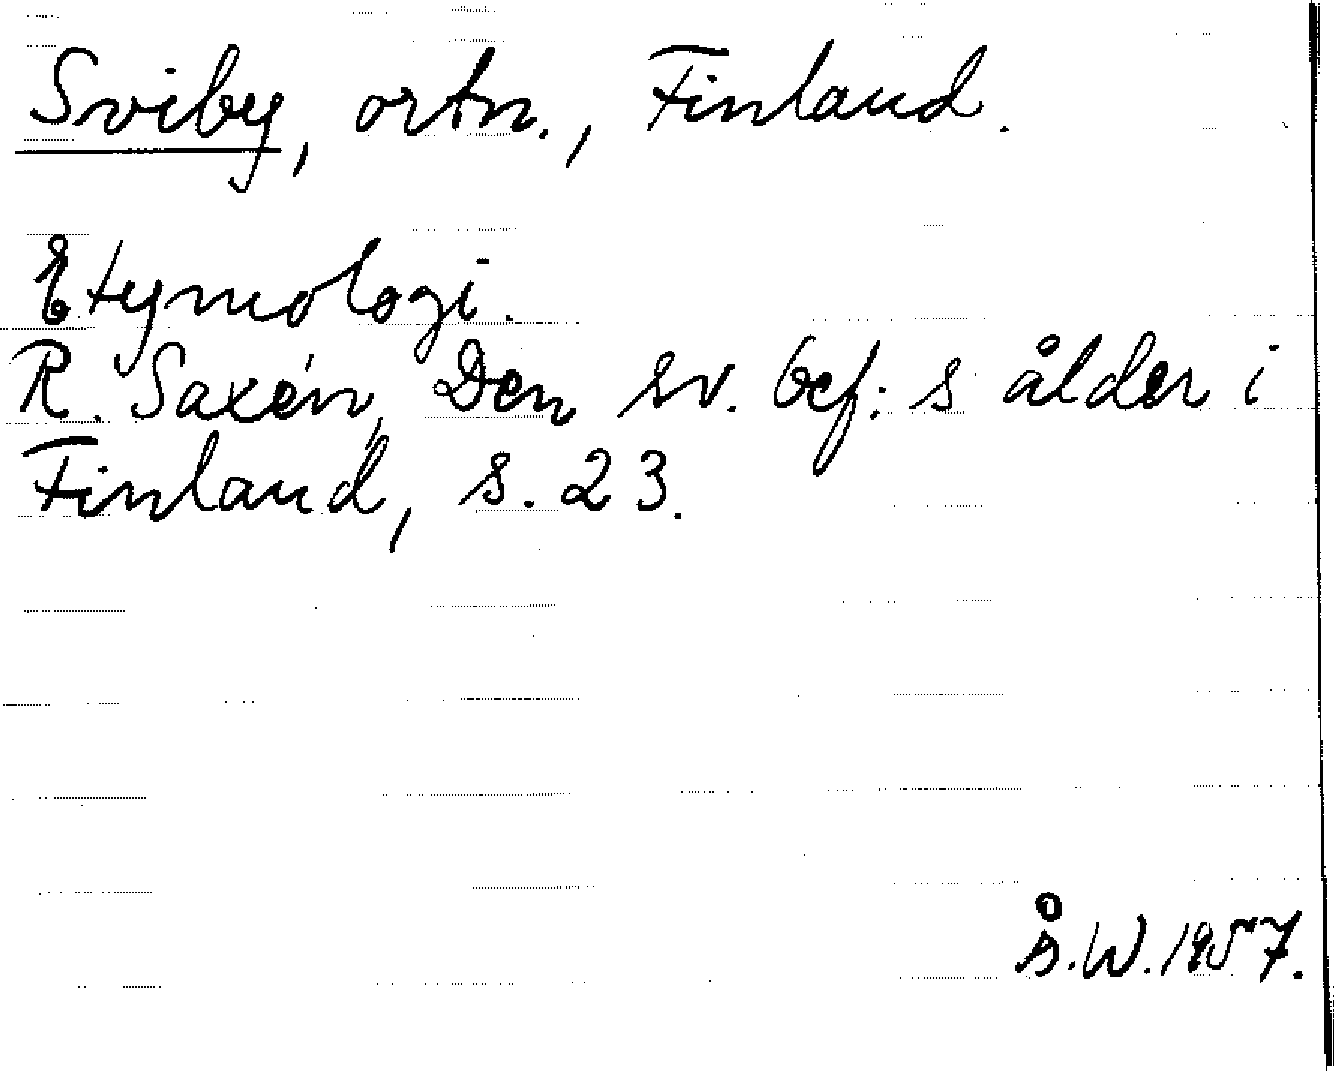 Sviby, ortn., Finland.
Etymologi.
R. Saxén, Den sv. bef:s ålder i
Finland, s. 23.
Å.W. 1957.